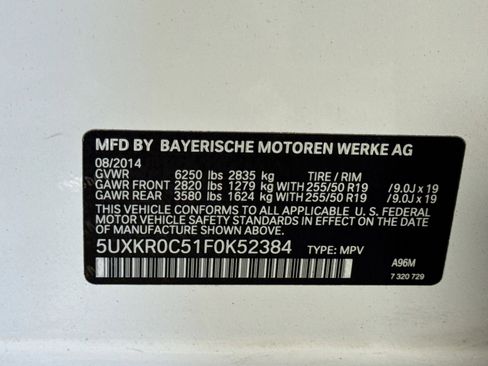 MFD BY BAYERISCHE MOTOREN WERKE AG
08/2014
GVWR 6250 lbs 2835 kg TIRE / RIM
GAWR FRONT 2820 lbs 1279 kg WITH 255/50 R19 /9.0J x 19
GAWR REAR 3580 lbs 1624 kg WITH 255/50 R19 /9.0J x 19
THIS VEHICLE CONFORMS TO ALL APPLICABLE U.S. FEDERAL
MOTOR VEHICLE SAFETY STANDARDS IN EFFECT ON THE DATE
OF MANUFACTURE SHOWN ABOVE.
5UXKR0C51F0K52384 TYPE: MPV
A96M
7 320 729